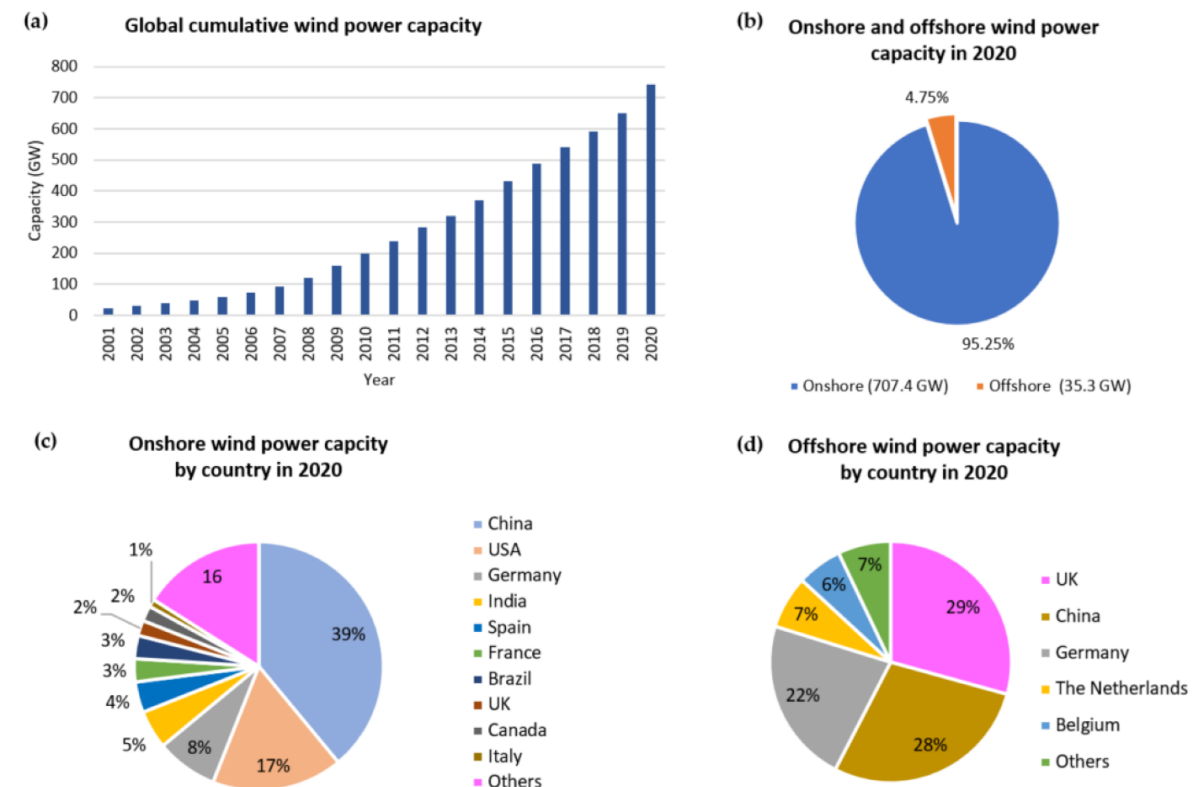 (a)
Global cumulative wind power capacity
800
700
600
500
400
300
200
100
0
Capacity (GW)
2001
2002
2003
2004
2005
2006
2007
2008
2009
2010
2011
2012
2013
2014
2015
2016
2017
2018
2019
2020
Year
(b)
Onshore and offshore wind power
capacity in 2020
4.75%
95.25%
Onshore (707.4 GW)
Offshore (35.3 GW)
(c)
Onshore wind power capcity
by country in 2020
1%
2%
2%
3%
3%
4%
5%
8%
17%
39%
16
China
USA
Germany
India
Spain
France
Brazil
UK
Canada
Italy
Others
(d)
Offshore wind power capacity
by country in 2020
7%
6%
7%
22%
28%
29%
UK
China
Germany
The Netherlands
Belgium
Others